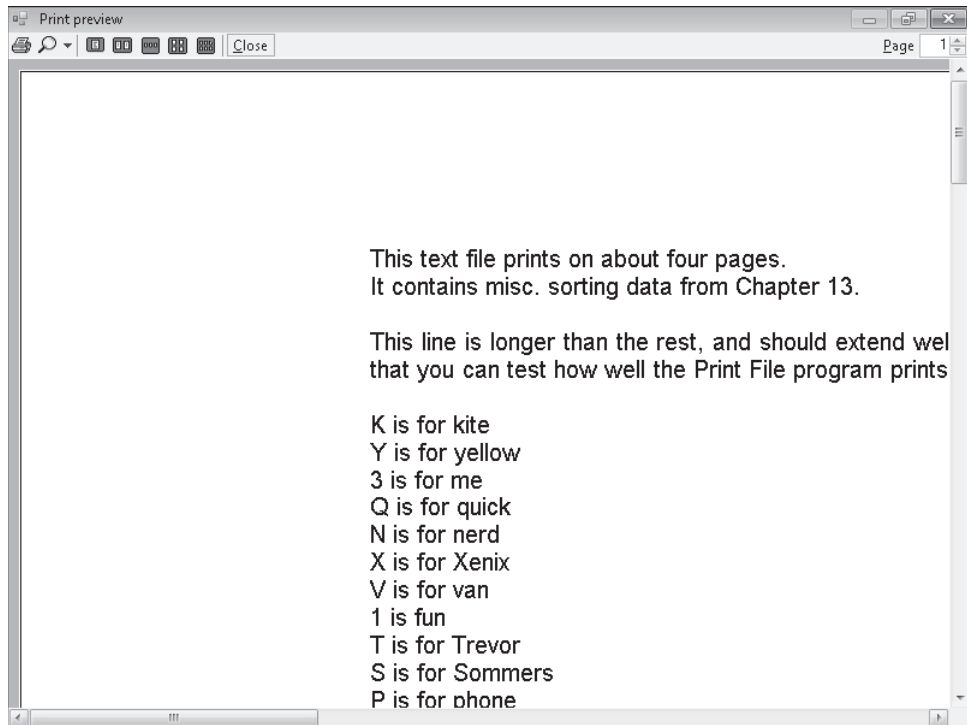 Print preview
Close
Page 1
This text file prints on about four pages.
It contains misc. sorting data from Chapter 13.
This line is longer than the rest, and should extend wel
that you can test how well the Print File program prints
K is for kite
Y is for yellow
3 is for me
Q is for quick
N is for nerd
X is for Xenix
V is for van
1 is fun
T is for Trevor
S is for Sommers
P is for phone